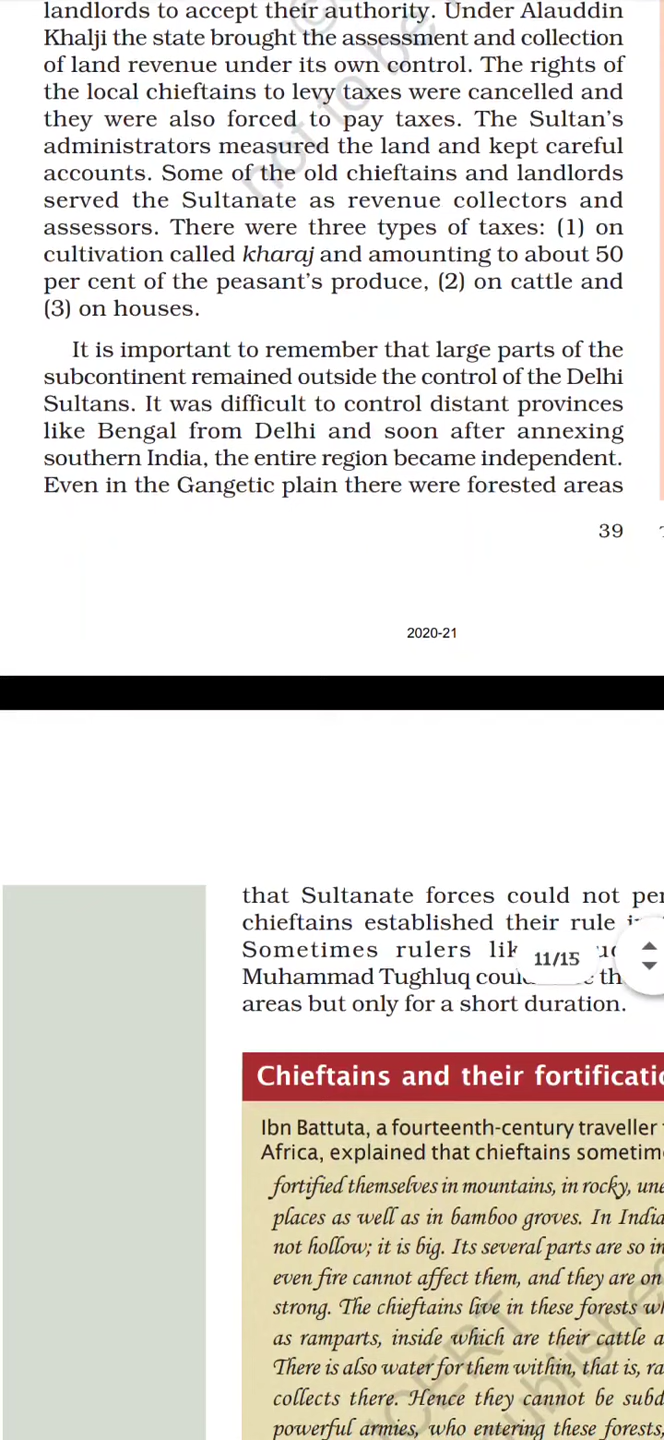 landlords to accept their authority. Under Alauddin
Khalji the state brought the assessment and collection
of land revenue under its own control. The rights of
the local chieftains to levy taxes were cancelled and
they were also forced to pay taxes. The Sultan's
administrators measured the land and kept careful
accounts. Some of the old chieftains and landlords
served the Sultanate as revenue collectors and
assessors. There were three types of taxes: (1) on
cultivation called kharaj and amounting to about 50
per cent of the peasant's produce, (2) on cattle and
(3) on houses.
It is important to remember that large parts of the
subcontinent remained outside the control of the Delhi
Sultans. It was difficult to control distant provinces
like Bengal from Delhi and soon after annexing
southern India, the entire region became independent.
Even in the Gangetic plain there were forested areas
39
2020-21
that Sultanate forces could not
chieftains established their rule
Sometimes rulers
11/15
Muhammad Tughluq
areas but only for a short duration.
Chieftains and their
Ibn Battuta, a fourteenth-century traveller
Africa, explained that chieftains
fortified themselves in mountains, in rocky,
places as well as in bamboo groves. In India
not hollow; it is big. Its several parts are so
even fire cannot affect them, and they are on
strong. The chieftains live in these forests
as ramparts, inside which are their cattle
There is also water for them within, that is,
collects there. Hence they cannot be
powerful armies, who entering these forests,
not to be
©
NCERT